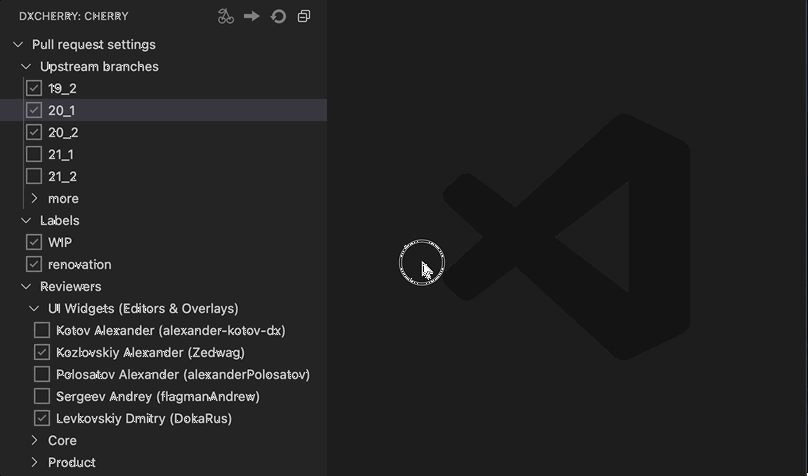 DXCHERRY: CHERRY
Pull request settings
Upstream branches
19_2
20_1
20_2
21_1
21_2
more
Labels
WIP
renovation
Reviewers
UI Widgets (Editors & Overlays)
Kotov Alexander (alexander-kotov-dx)
Kozlovskiy Alexander (Zedwag)
Polosatov Alexander (alexanderPolosatov)
Sergeev Andrey (flagmanAndrew)
Levkovskiy Dmitry (DokaRus)
Core
Product